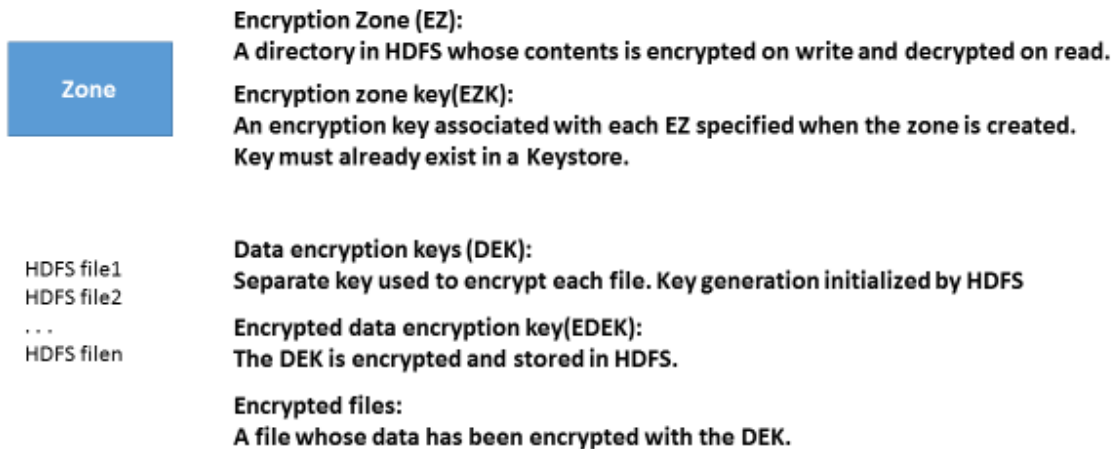 Zone
Encryption Zone (EZ):
A directory in HDFS whose contents is encrypted on write and decrypted on read.
Encryption zone key(EZK):
An encryption key associated with each EZ specified when the zone is created.
Key must already exist in a Keystore.
HDFS file1
HDFS file2
. . .
HDFS filen
Data encryption keys (DEK):
Separate key used to encrypt each file. Key generation initialized by HDFS
Encrypted data encryption key(EDEK):
The DEK is encrypted and stored in HDFS.
Encrypted files:
A file whose data has been encrypted with the DEK.